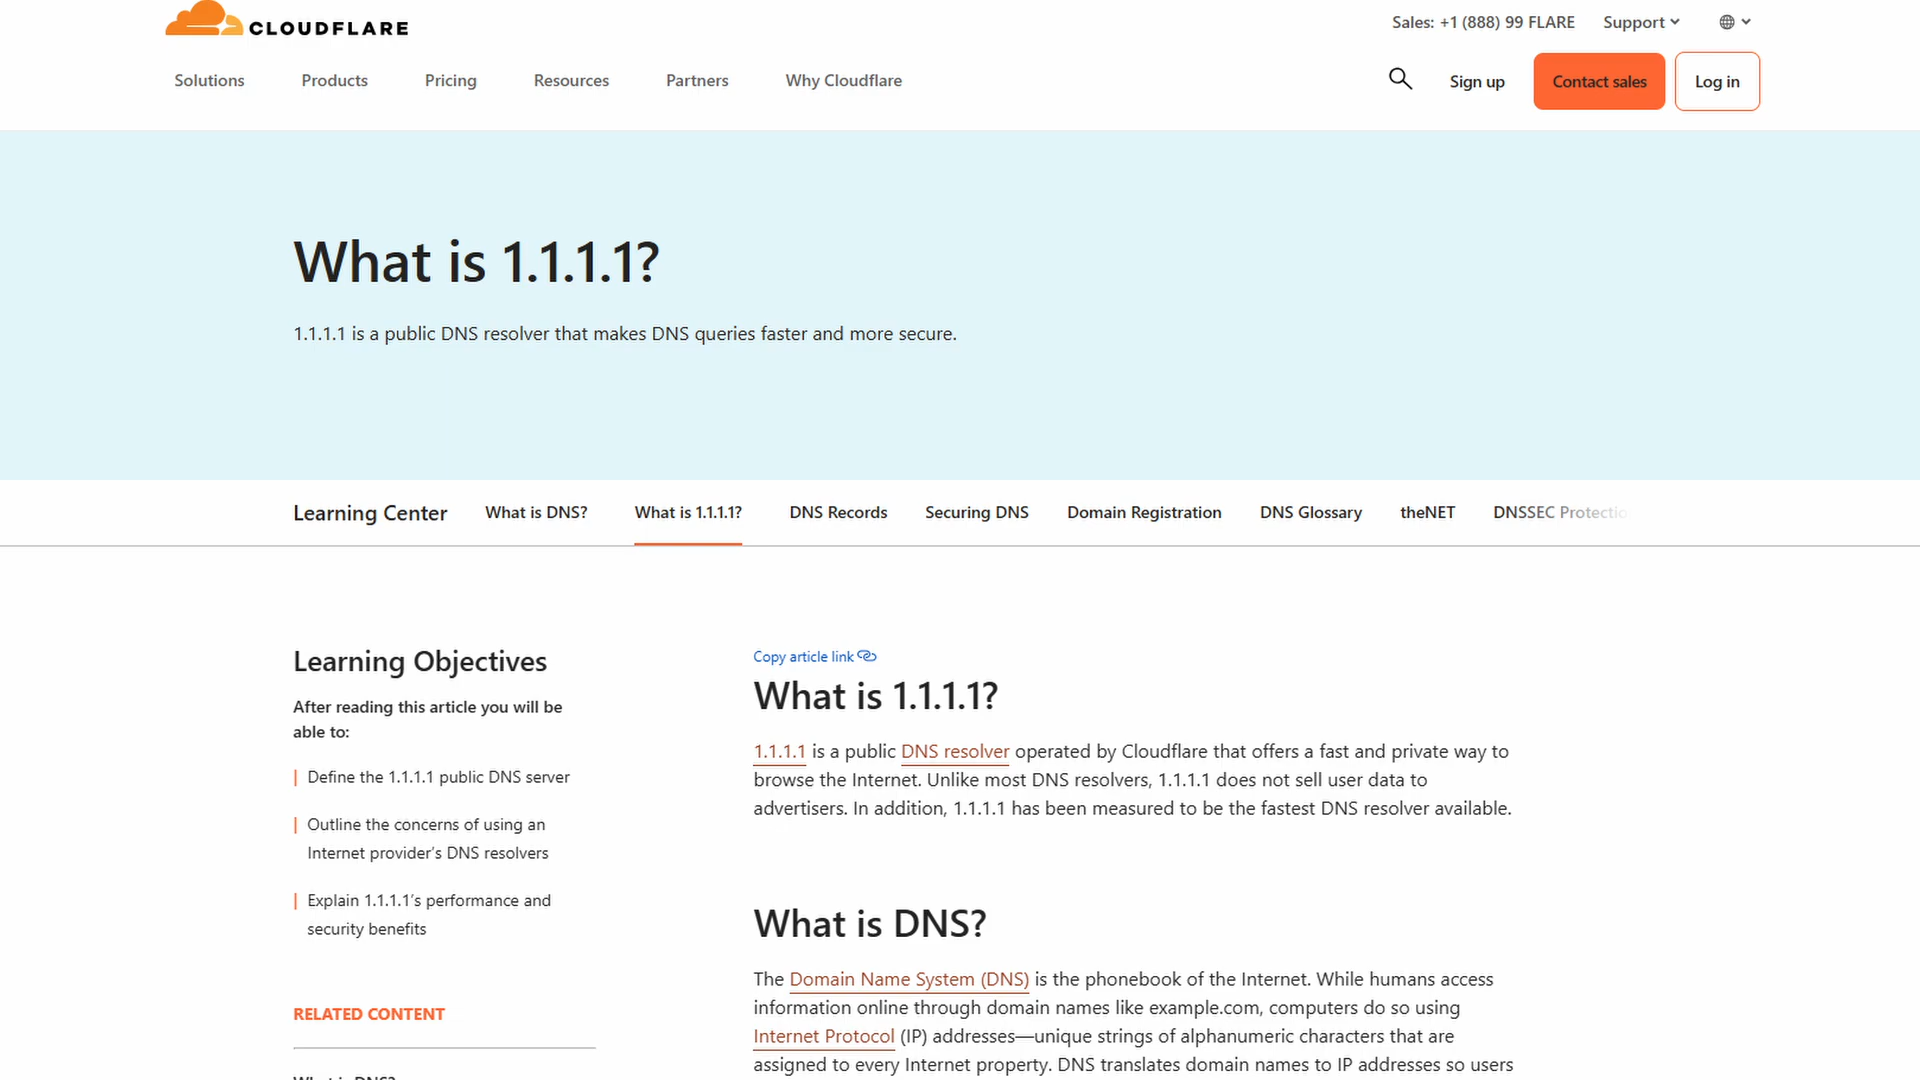 CLOUDFLARE
Sales: +1 (888) 99 FLARE
Support
Solutions
Products
Pricing
Resources
Partners
Why Cloudflare
Sign up
Contact sales
Log in
What is 1.1.1.1?
1.1.1.1 is a public DNS resolver that makes DNS queries faster and more secure.
Learning Center
What is DNS?
What is 1.1.1.1?
DNS Records
Securing DNS
Domain Registration
DNS Glossary
theNET
DNSSEC Protectio
Learning Objectives
After reading this article you will be
able to:
Define the 1.1.1.1 public DNS server
Outline the concerns of using an
Internet provider’s DNS resolvers
Explain 1.1.1.1’s performance and
security benefits
RELATED CONTENT
What is DNS?
Copy article link
What is 1.1.1.1?
1.1.1.1 is a public DNS resolver operated by Cloudflare that offers a fast and private way to
browse the Internet. Unlike most DNS resolvers, 1.1.1.1 does not sell user data to
advertisers. In addition, 1.1.1.1 has been measured to be the fastest DNS resolver available.
What is DNS?
The Domain Name System (DNS) is the phonebook of the Internet. While humans access
information online through domain names like example.com, computers do so using
Internet Protocol (IP) addresses—unique strings of alphanumeric characters that are
assigned to every Internet property. DNS translates domain names to IP addresses so users